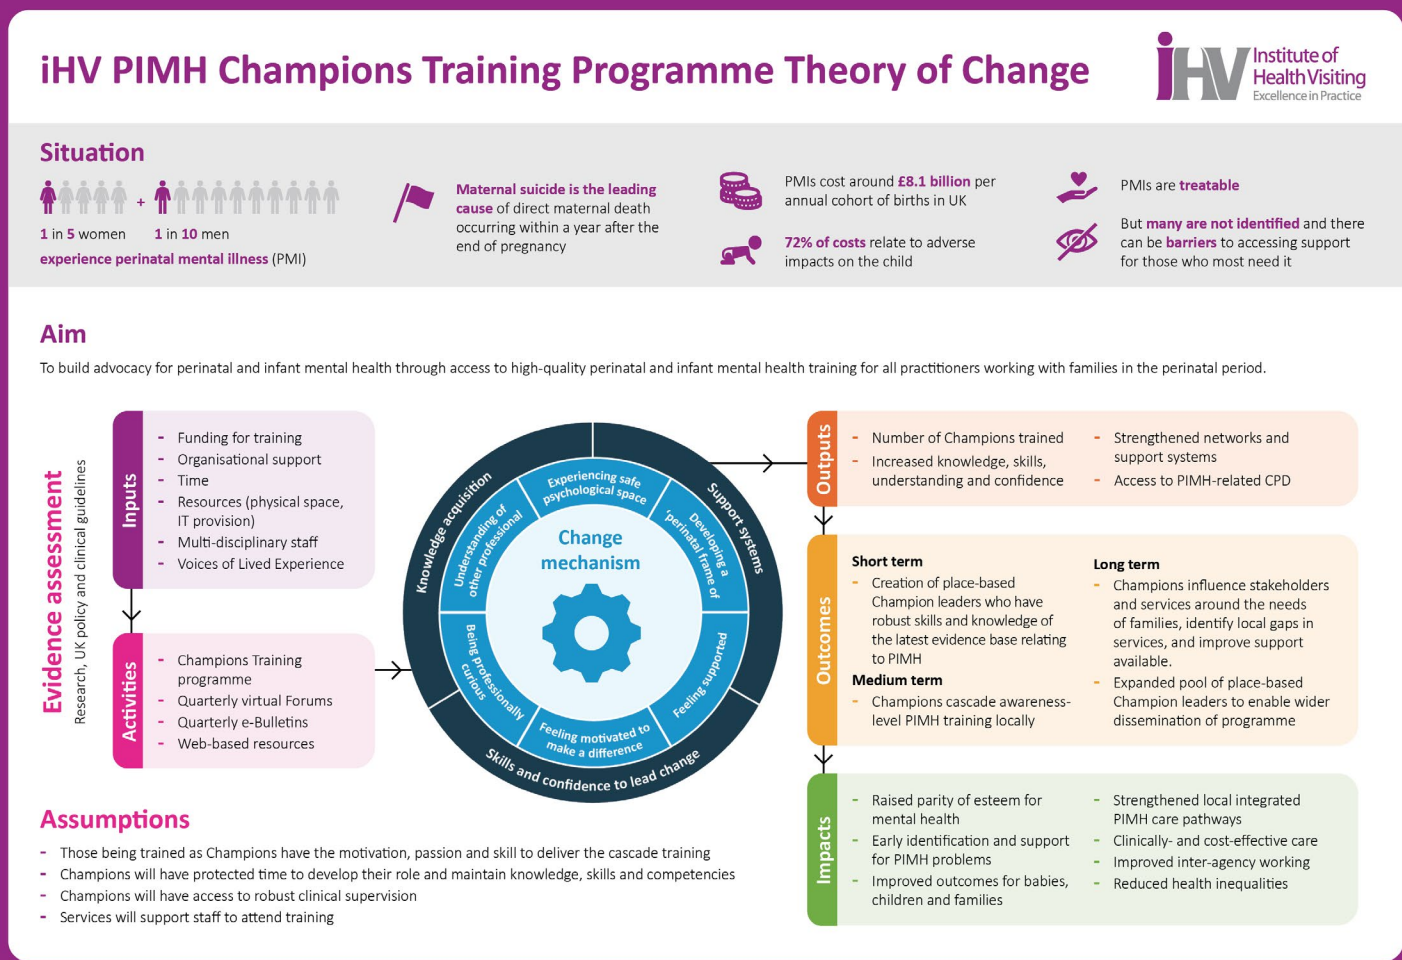 iHV PIMH Champions Training Programme Theory of Change
iHV
Institute of
Health Visiting
Excellence in Practice
Situation
+
1 in 5 women
1 in 10 men
experience perinatal mental illness (PMI)
Maternal suicide is the leading
cause of direct maternal death
occurring within a year after the
end of pregnancy
PMIs cost around £8.1 billion per
annual cohort of births in UK
72% of costs relate to adverse
impacts on the child
PMIs are treatable
But many are not identified and there
can be barriers to accessing support
for those who most need it
Aim
To build advocacy for perinatal and infant mental health through access to high-quality perinatal and infant mental health training for all practitioners working with families in the perinatal period.
Evidence assessment
Research, UK policy and clinical guidelines
Inputs
- Funding for training
- Organisational support
- Time
- Resources (physical space,
IT provision)
- Multi-disciplinary staff
- Voices of Lived Experience
Activities
- Champions Training
programme
- Quarterly virtual Forums
- Quarterly e-Bulletins
- Web-based resources
Knowledge acquisition
Support systems
Skills and confidence to lead change
Experiencing safe
psychological space
Developing a
'perinatal frame of
Feeling supported
Feeling motivated to
make a difference
Being professionally
curious
Understanding of
other professional
Change
mechanism
Outputs
- Number of Champions trained
- Increased knowledge, skills,
understanding and confidence
- Strengthened networks and
support systems
- Access to PIMH-related CPD
Outcomes
Short term
- Creation of place-based
Champion leaders who have
robust skills and knowledge of
the latest evidence base relating
to PIMH
Medium term
- Champions cascade awareness-
level PIMH training locally
Long term
- Champions influence stakeholders
and services around the needs
of families, identify local gaps in
services, and improve support
available.
- Expanded pool of place-based
Champion leaders to enable wider
dissemination of programme
Impacts
- Raised parity of esteem for
mental health
- Early identification and support
for PIMH problems
- Improved outcomes for babies,
children and families
- Strengthened local integrated
PIMH care pathways
- Clinically- and cost-effective care
- Improved inter-agency working
- Reduced health inequalities
Assumptions
- Those being trained as Champions have the motivation, passion and skill to deliver the cascade training
- Champions will have protected time to develop their role and maintain knowledge, skills and competencies
- Champions will have access to robust clinical supervision
- Services will support staff to attend training